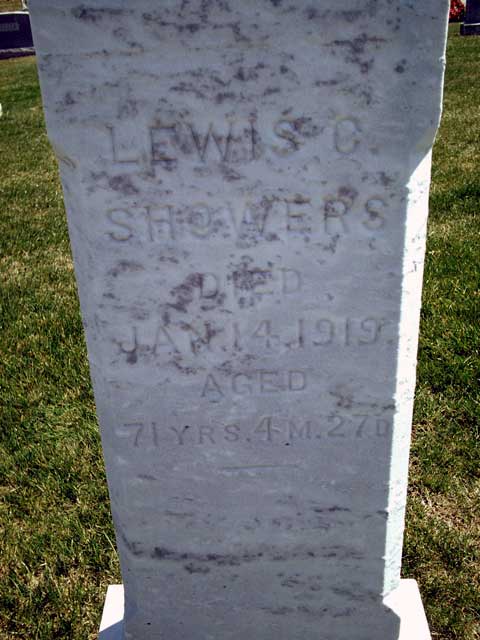 LEWIS C.
SHOWERS
DIED
JAN. 14, 1919.
AGED
71 YRS. 4 M. 27 D.